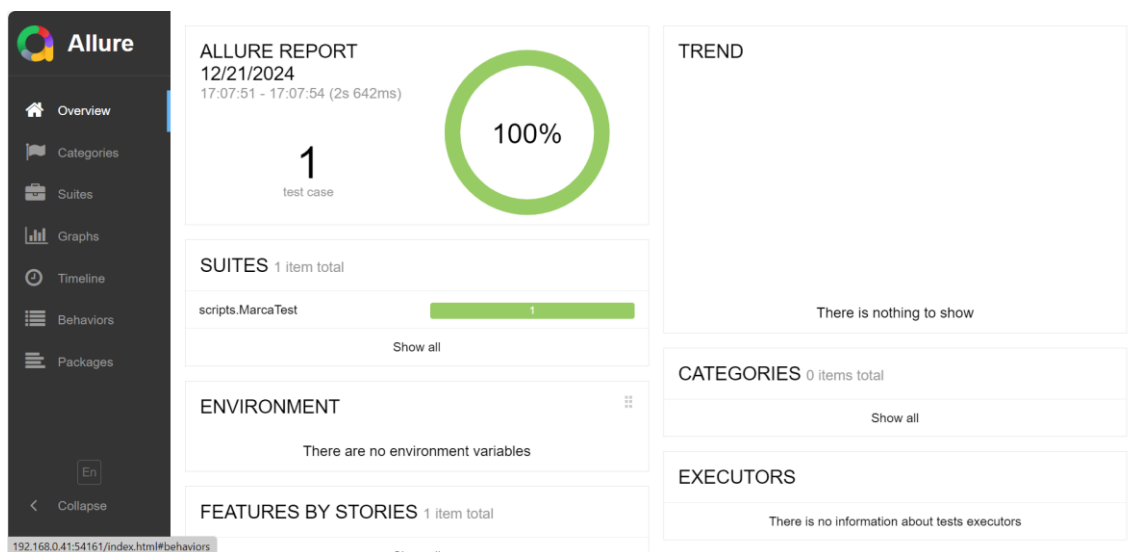 Allure
Overview
Categories
Suites
Graphs
Timeline
Behaviors
Packages
En
Collapse
192.168.0.41:54161/index.html#behaviors
ALLURE REPORT
12/21/2024
17:07:51 - 17:07:54 (2s 642ms)
1
test case
100%
SUITES 1 item total
scripts.MarcaTest 1
Show all
ENVIRONMENT
There are no environment variables
FEATURES BY STORIES 1 item total
TREND
There is nothing to show
CATEGORIES 0 items total
Show all
EXECUTORS
There is no information about tests executors